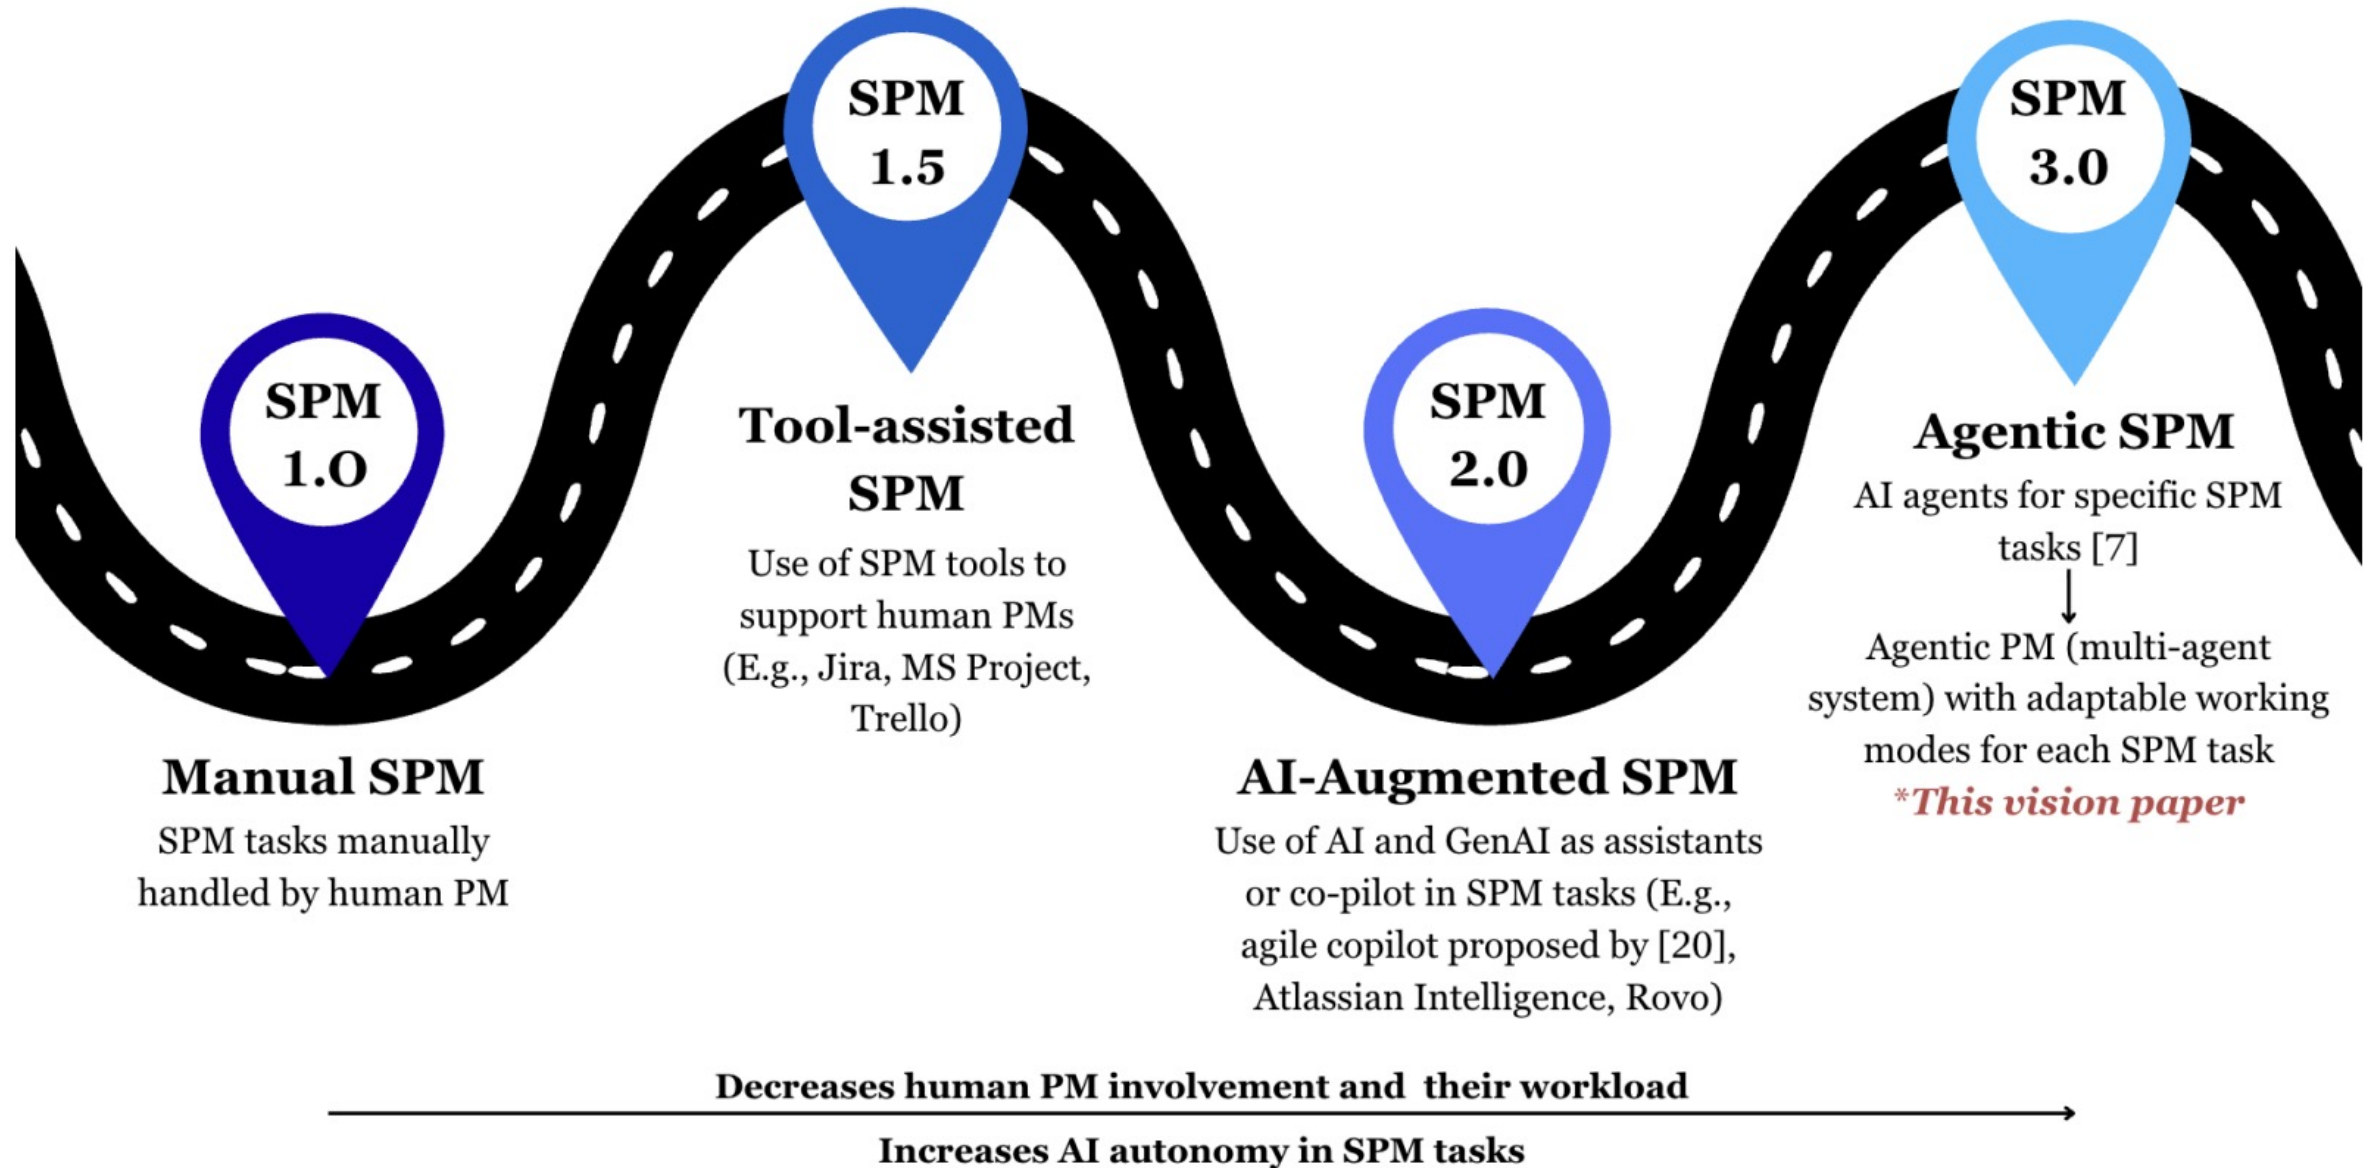 SPM
1.0
Manual SPM
SPM tasks manually
handled by human PM
SPM
1.5
Tool-assisted
SPM
Use of SPM tools to
support human PMs
(E.g., Jira, MS Project,
Trello)
SPM
2.0
AI-Augmented SPM
Use of AI and GenAI as assistants
or co-pilot in SPM tasks (E.g.,
agile copilot proposed by [20],
Atlassian Intelligence, Rovo)
SPM
3.0
Agentic SPM
AI agents for specific SPM
tasks [7]
Agentic PM (multi-agent
system) with adaptable working
modes for each SPM task
*This vision paper
Decreases human PM involvement and their workload
Increases AI autonomy in SPM tasks